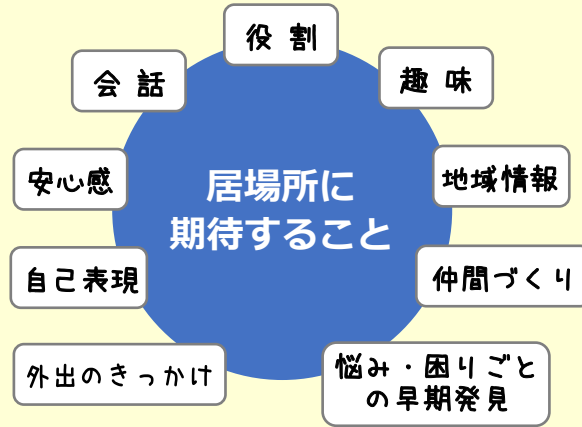 役割
趣味
地域情報
仲間づくり
悩み・困りごと
の早期発見
外出のきっかけ
自己表現
安心感
会話
居場所に
期待すること